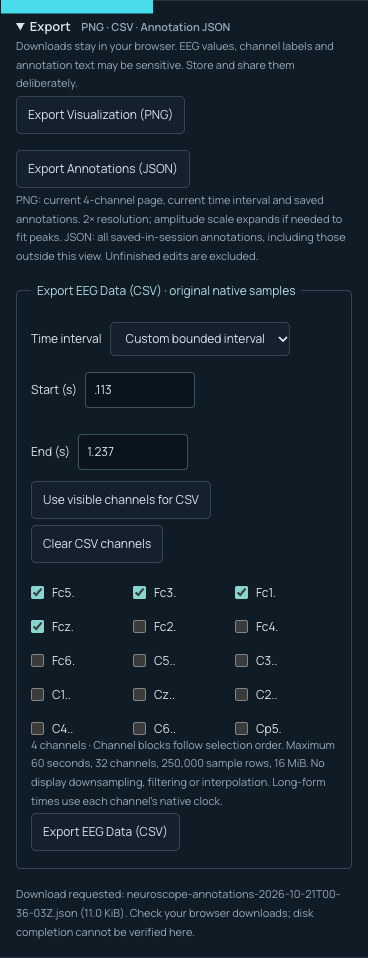 ▼ Export PNG · CSV · Annotation JSON
Downloads stay in your browser. EEG values, channel labels and
annotation text may be sensitive. Store and share them
deliberately.
Export Visualization (PNG)
Export Annotations (JSON)
PNG: current 4-channel page, current time interval and saved
annotations. 2× resolution; amplitude scale expands if needed to
fit peaks. JSON: all saved-in-session annotations, including those
outside this view. Unfinished edits are excluded.
Export EEG Data (CSV) · original native samples
Time interval Custom bounded interval
Start (s) .113
End (s) 1.237
Use visible channels for CSV
Clear CSV channels
Fc5. Fc3. Fc1.
Fcz. Fc2. Fc4.
Fc6. C5.. C3..
C1.. Cz.. C2..
C4.. C6.. Cp5.
4 channels · Channel blocks follow selection order. Maximum
60 seconds, 32 channels, 250,000 sample rows, 16 MiB. No
display downsampling, filtering or interpolation. Long-form
times use each channel's native clock.
Export EEG Data (CSV)
Download requested: neuroscope-annotations-2026-10-21T00-
36-03Z.json (11.0 KiB). Check your browser downloads; disk
completion cannot be verified here.